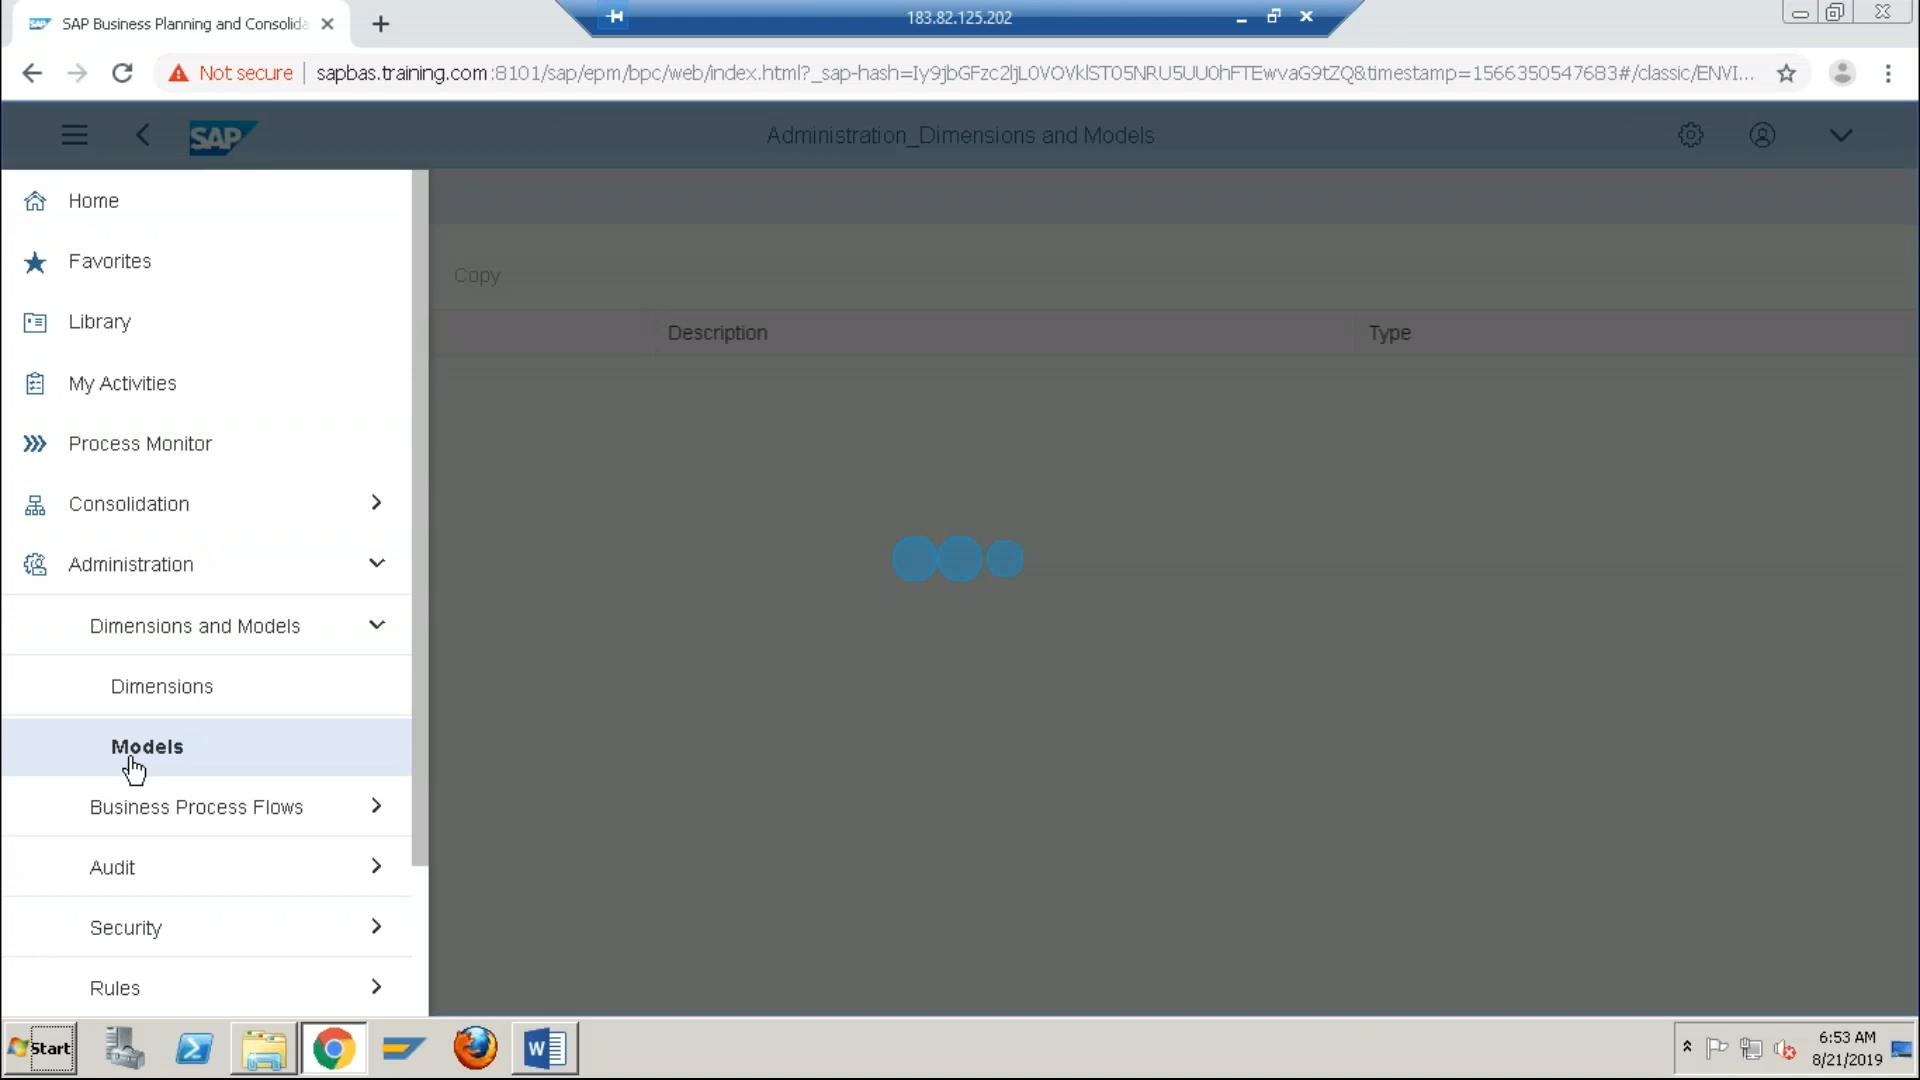 SAP Business Planning and Consolida
183.82.125.202
Not secure
sapbas.training.com:8101/sap/epm/bpc/web/index.html?_sap-hash=Iy9jbGFzc2ljL0VOVklST05NRU5UU0hFTEwvaG9tZQ&timestamp=1566350547683#/classic/ENVI...
SAP
Administration_Dimensions and Models
Home
Favorites
Library
My Activities
Process Monitor
Consolidation
Administration
Dimensions and Models
Dimensions
Models
Business Process Flows
Audit
Security
Rules
Copy
Description
Type
Start
6:53 AM
8/21/2019